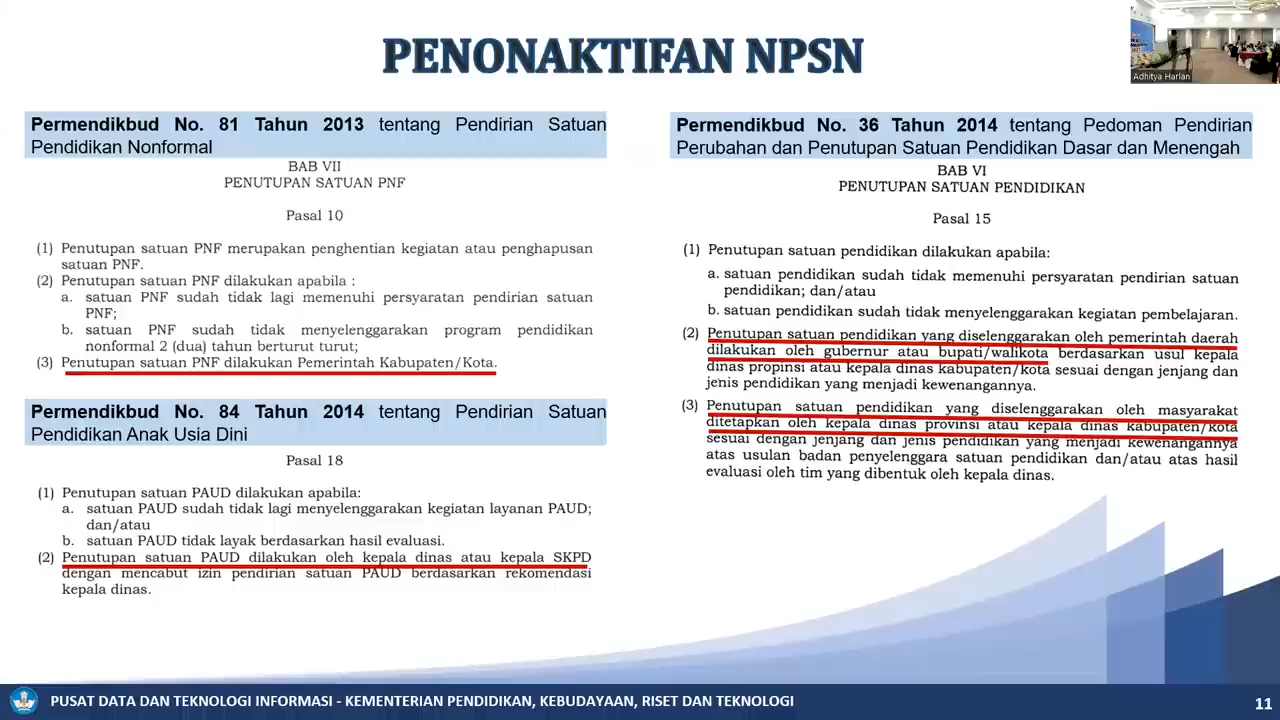 PENONAKTIFAN NPSN
Adhitya Harlan
Permendikbud No. 81 Tahun 2013 tentang Pendirian Satuan
Pendidikan Nonformal
BAB VII
PENUTUPAN SATUAN PNF
Pasal 10
(1) Penutupan satuan PNF merupakan penghentian kegiatan atau penghapusan
satuan PNF.
(2) Penutupan satuan PNF dilakukan apabila :
a. satuan PNF sudah tidak lagi memenuhi persyaratan pendirian satuan
PNF;
b. satuan PNF sudah tidak menyelenggarakan program pendidikan
nonformal 2 (dua) tahun berturut turut;
(3) Penutupan satuan PNF dilakukan Pemerintah Kabupaten/Kota.
Permendikbud No. 84 Tahun 2014 tentang Pendirian Satuan
Pendidikan Anak Usia Dini
Pasal 18
(1) Penutupan satuan PAUD dilakukan apabila:
a. satuan PAUD sudah tidak lagi menyelenggarakan kegiatan layanan PAUD;
dan/atau
b. satuan PAUD tidak layak berdasarkan hasil evaluasi.
(2) Penutupan satuan PAUD dilakukan oleh kepala dinas atau kepala SKPD
dengan mencabut izin pendirian satuan PAUD berdasarkan rekomendasi
kepala dinas.
Permendikbud No. 36 Tahun 2014 tentang Pedoman Pendirian
Perubahan dan Penutupan Satuan Pendidikan Dasar dan Menengah
BAB VI
PENUTUPAN SATUAN PENDIDIKAN
Pasal 15
(1) Penutupan satuan pendidikan dilakukan apabila:
a. satuan pendidikan sudah tidak memenuhi persyaratan pendirian satuan
pendidikan; dan/atau
b. satuan pendidikan sudah tidak menyelenggarakan kegiatan pembelajaran.
(2) Penutupan satuan pendidikan yang diselenggarakan oleh pemerintah daerah
dilakukan oleh gubernur atau bupati/walikota berdasarkan usul kepala
dinas propinsi atau kepala dinas kabupaten/kota sesuai dengan jenjang dan
jenis pendidikan yang menjadi kewenangannya.
(3) Penutupan satuan pendidikan yang diselenggarakan oleh masyarakat
ditetapkan oleh kepala dinas provinsi atau kepala dinas kabupaten/kota
sesuai dengan jenjang dan jenis pendidikan yang menjadi kewenangannya
atas usulan badan penyelenggara satuan pendidikan dan/atau atas hasil
evaluasi oleh tim yang dibentuk oleh kepala dinas.
PUSAT DATA DAN TEKNOLOGI INFORMASI - KEMENTERIAN PENDIDIKAN, KEBUDAYAAN, RISET DAN TEKNOLOGI
11